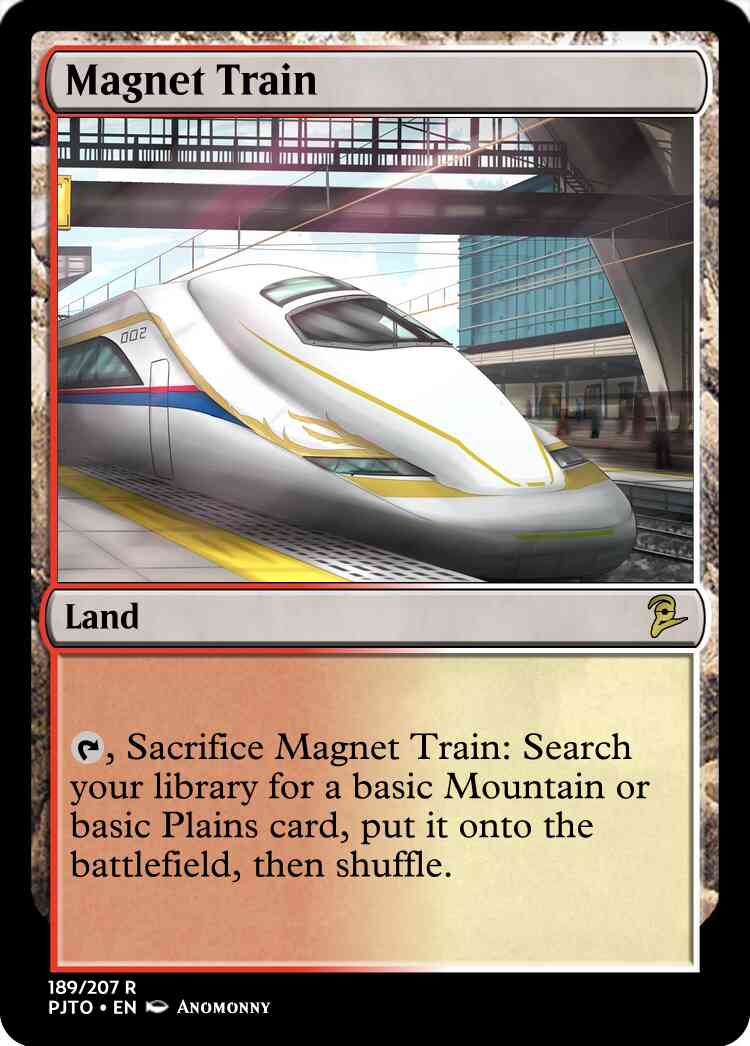 Magnet Train
002
Land
, Sacrifice Magnet Train: Search
your library for a basic Mountain or
basic Plains card, put it onto the
battlefield, then shuffle.
189/207 R
PJTO • EN Anomonny